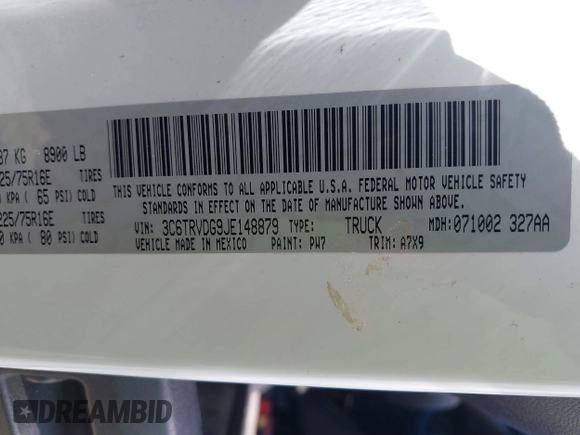 87 KG 8900 LB
25/75R16E TIRES
KPA ( 65 PSI) COLD
225/75R16E TIRES
0 KPA ( 80 PSI) COLD
THIS VEHICLE CONFORMS TO ALL APPLICABLE U.S.A. FEDERAL MOTOR VEHICLE SAFETY
STANDARDS IN EFFECT ON THE DATE OF MANUFACTURE SHOWN ABOVE.
VIN: 3C6TRVDG9JE148879 TYPE: TRUCK MDH: 071002 327AA
VEHICLE MADE IN MEXICO PAINT: PW7 TRIM: A7X9
DREAMBID